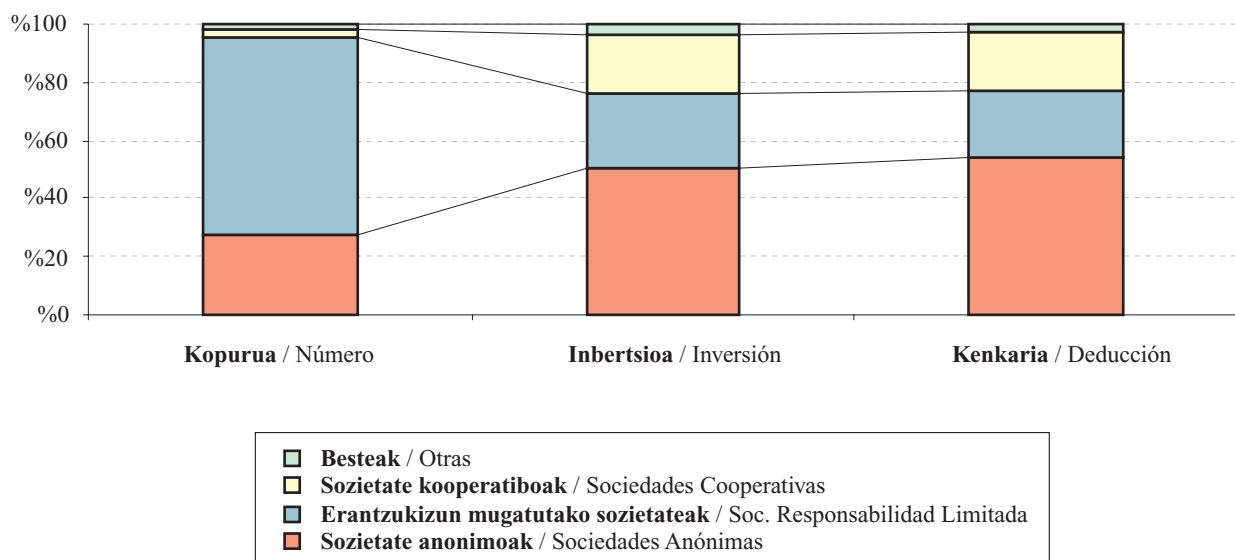 %100
%80
%60
%40
%20
%0
Kopurua / Número
Inbertsioa / Inversión
Kenkaria / Deducción
Besteak / Otras
Sozietate kooperatiboak / Sociedades Cooperativas
Erantzukizun mugatutako sozietateak / Soc. Responsabilidad Limitada
Sozietate anonimoak / Sociedades Anónimas